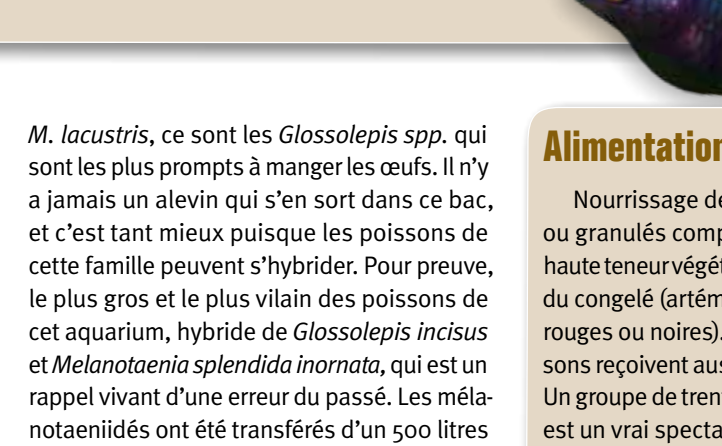 M. lacustris, ce sont les Glossolepis spp. qui
sont les plus prompts à manger les œufs. Il n’y
a jamais un alevin qui s’en sort dans ce bac,
et c’est tant mieux puisque les poissons de
cette famille peuvent s’hybrider. Pour preuve,
le plus gros et le plus vilain des poissons de
cet aquarium, hybride de Glossolepis incisus
et Melanotaenia splendida inornata, qui est un
rappel vivant d’une erreur du passé. Les méla-
notaeniidés ont été transférés d’un 500 litres
Alimentation
Nourrissage de
ou granulés comp
haute teneur végét
du congelé (artém
rouges ou noires).
sons reçoivent aus
Un groupe de trent
est un vrai specta